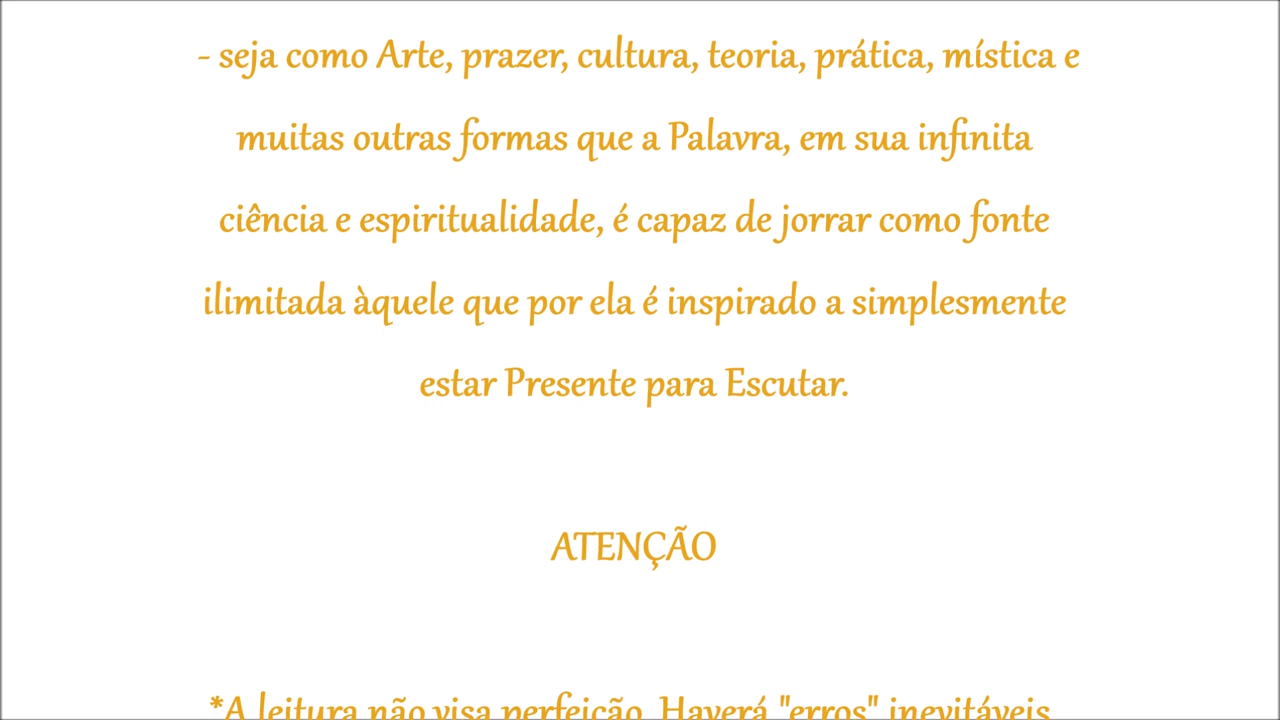 - seja como Arte, prazer, cultura, teoria, prática, mística e
muitas outras formas que a Palavra, em sua infinita
ciência e espiritualidade, é capaz de jorrar como fonte
ilimitada àquele que por ela é inspirado a simplesmente
estar Presente para Escutar.
ATENÇÃO
*A leitura não visa perfeição. Haverá "erros" inevitáveis